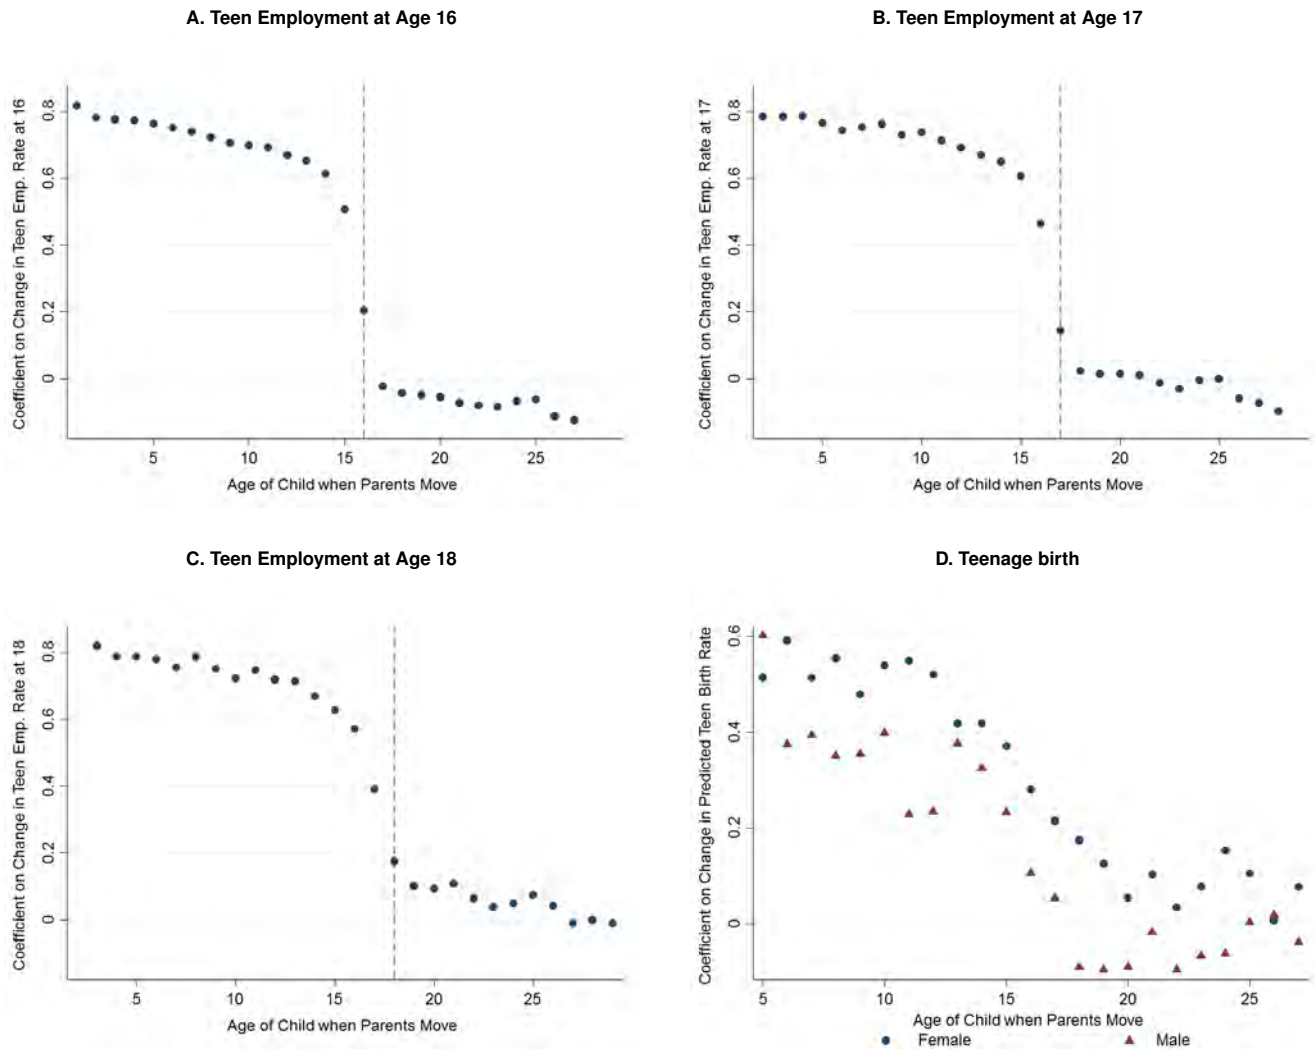 A. Teen Employment at Age 16
Coefficient on Change in Teen Emp. Rate at 16
0.8
0.6
0.4
0.2
0
5 10 15 20 25
Age of Child when Parents Move
B. Teen Employment at Age 17
Coefficient on Change in Teen Emp. Rate at 17
0.8
0.6
0.4
0.2
0
5 10 15 20 25
Age of Child when Parents Move
C. Teen Employment at Age 18
Coefficient on Change in Teen Emp. Rate at 18
0.8
0.6
0.4
0.2
0
5 10 15 20 25
Age of Child when Parents Move
D. Teenage birth
Coefficient on Change in Predicted Teen Birth Rate
0.6
0.4
0.2
0
5 10 15 20 25
Age of Child when Parents Move
Female Male